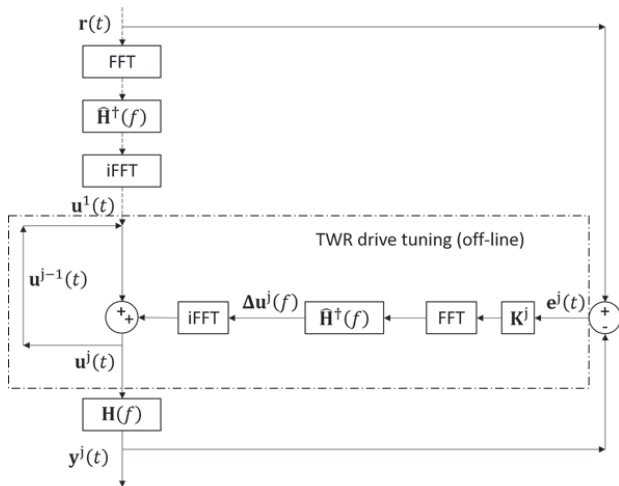 𝐫(𝑡)
FFT
𝐇̂†(𝑓)
iFFT
𝐮¹(𝑡)
TWR drive tuning (off-line)
𝐮ʲ⁻¹(𝑡)
+
+
iFFT
𝚫𝐮ʲ(𝑓)
𝐇̂†(𝑓)
FFT
𝐊ʲ
𝐞ʲ(𝑡)
+
-
𝐮ʲ(𝑡)
𝐇(𝑓)
𝐲ʲ(𝑡)